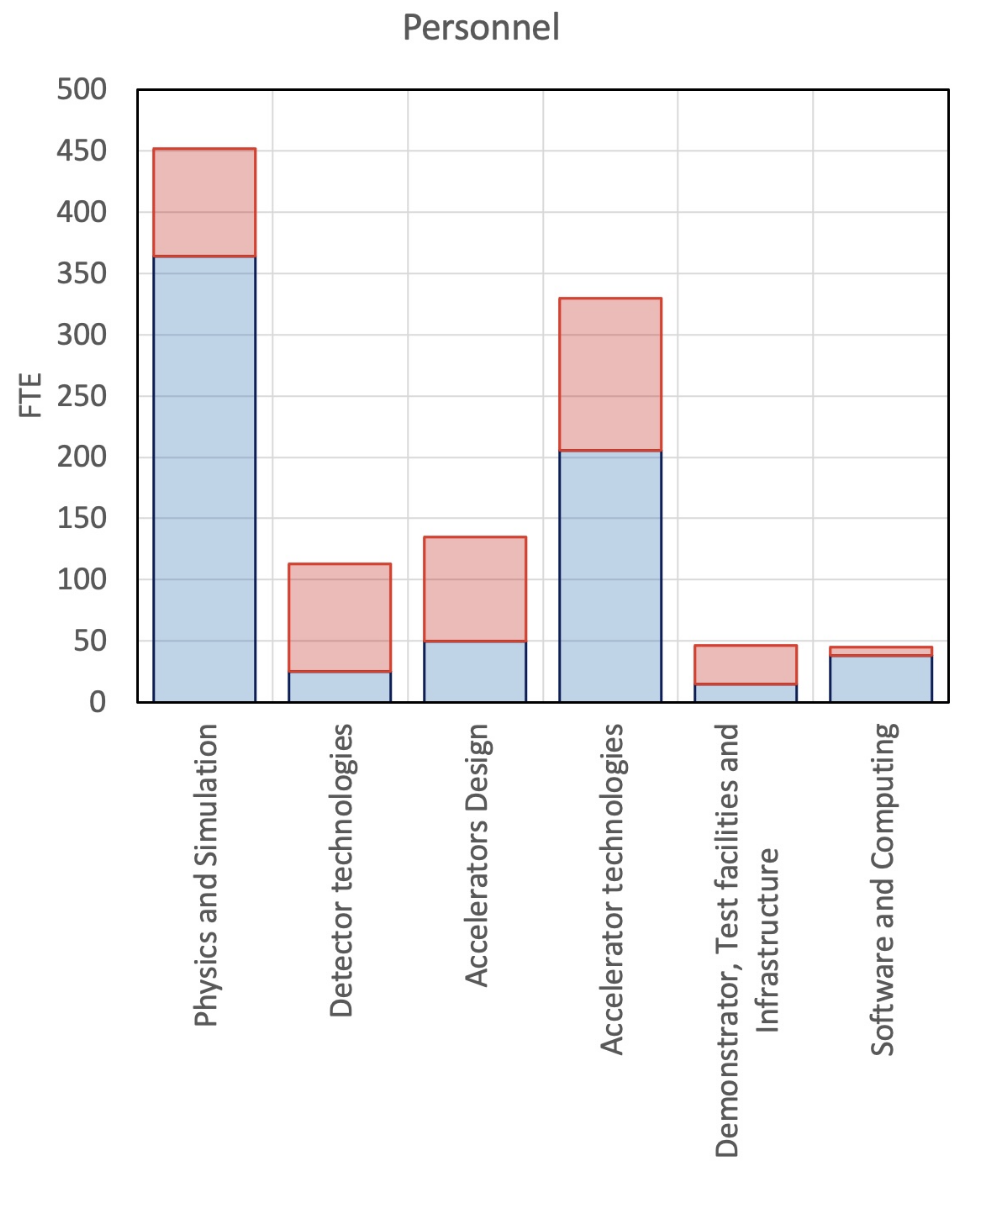 Personnel
500
450
400
350
300
250
200
150
100
50
0
FTE
Physics and Simulation
Detector technologies
Accelerators Design
Accelerator technologies
Demonstrator, Test facilities and
Infrastructure
Software and Computing